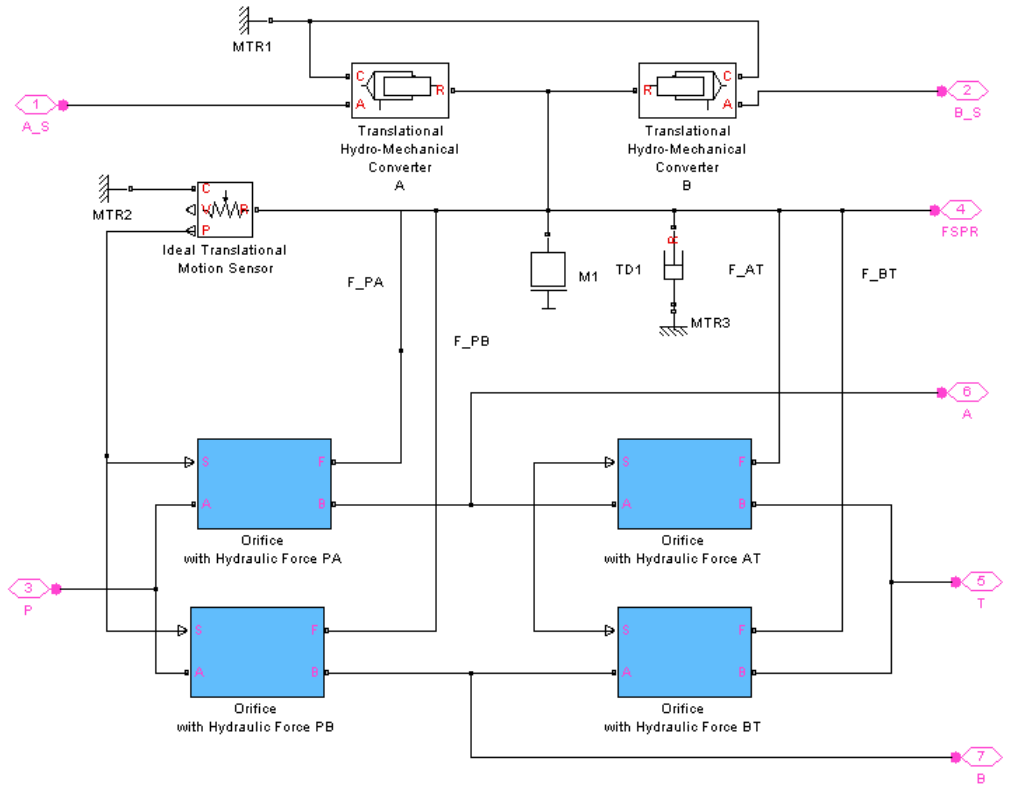 MTR1
C
A
R
Translational
Hydro-Mechanical
Converter
A
R
C
A
Translational
Hydro-Mechanical
Converter
B
1
A_S
2
B_S
MTR2
C
V
R
P
Ideal Translational
Motion Sensor
4
FSPR
F_PA
F_PB
M1
TD1
R
MTR3
F_AT
F_BT
6
A
S
F
A
B
Orifice
with Hydraulic Force PA
S
F
A
B
Orifice
with Hydraulic Force AT
3
P
5
T
S
F
A
B
Orifice
with Hydraulic Force PB
S
F
A
B
Orifice
with Hydraulic Force BT
7
B